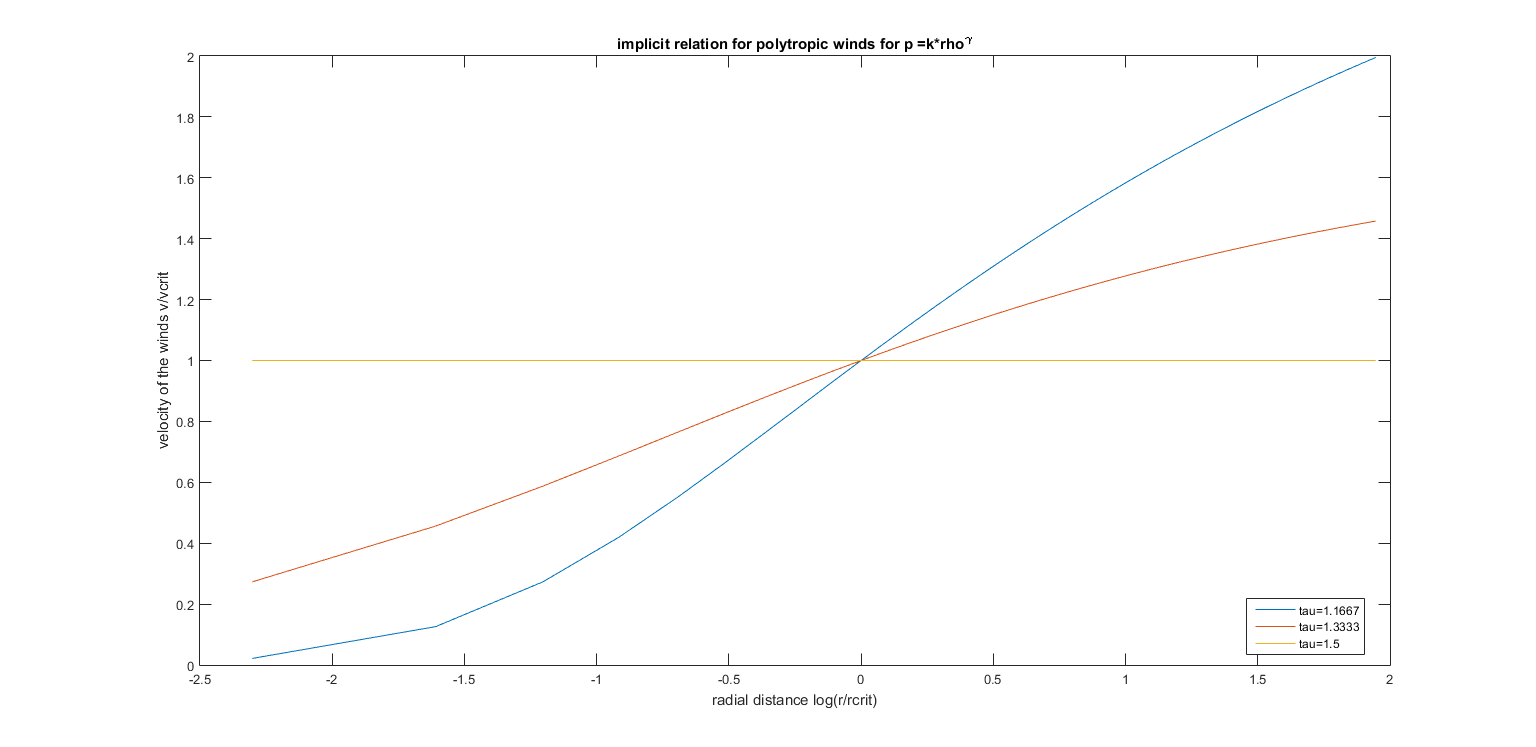 implicit relation for polytropic winds for p =k*rho^γ
velocity of the winds v/vcrit
2
1.8
1.6
1.4
1.2
1
0.8
0.6
0.4
0.2
0
-2.5 -2 -1.5 -1 -0.5 0 0.5 1 1.5 2
radial distance log(r/rcrit)
tau=1.1667
tau=1.3333
tau=1.5